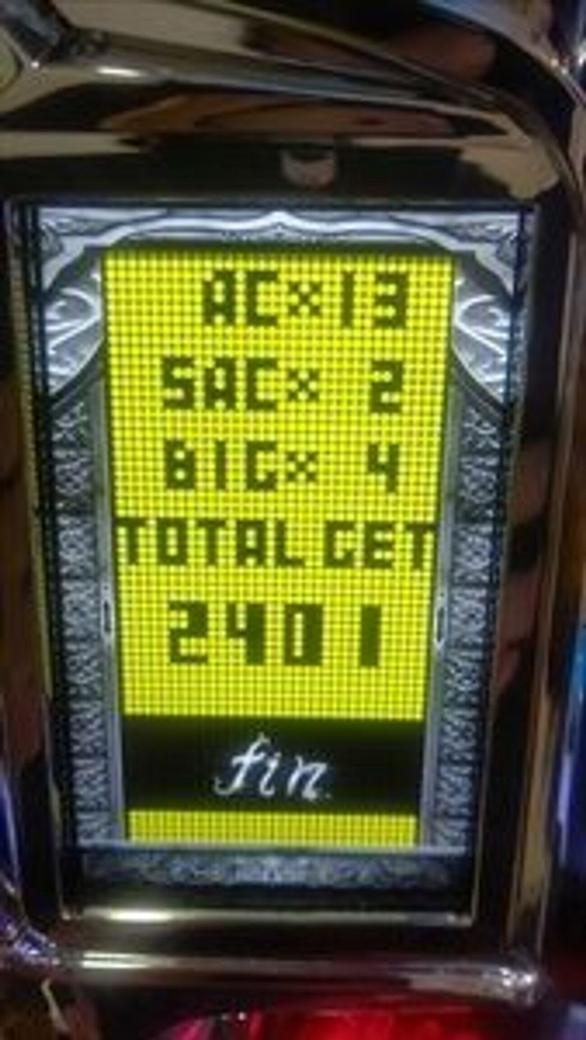 AC×13
SAC× 2
BIG× 4
TOTAL GET
2401
fin.